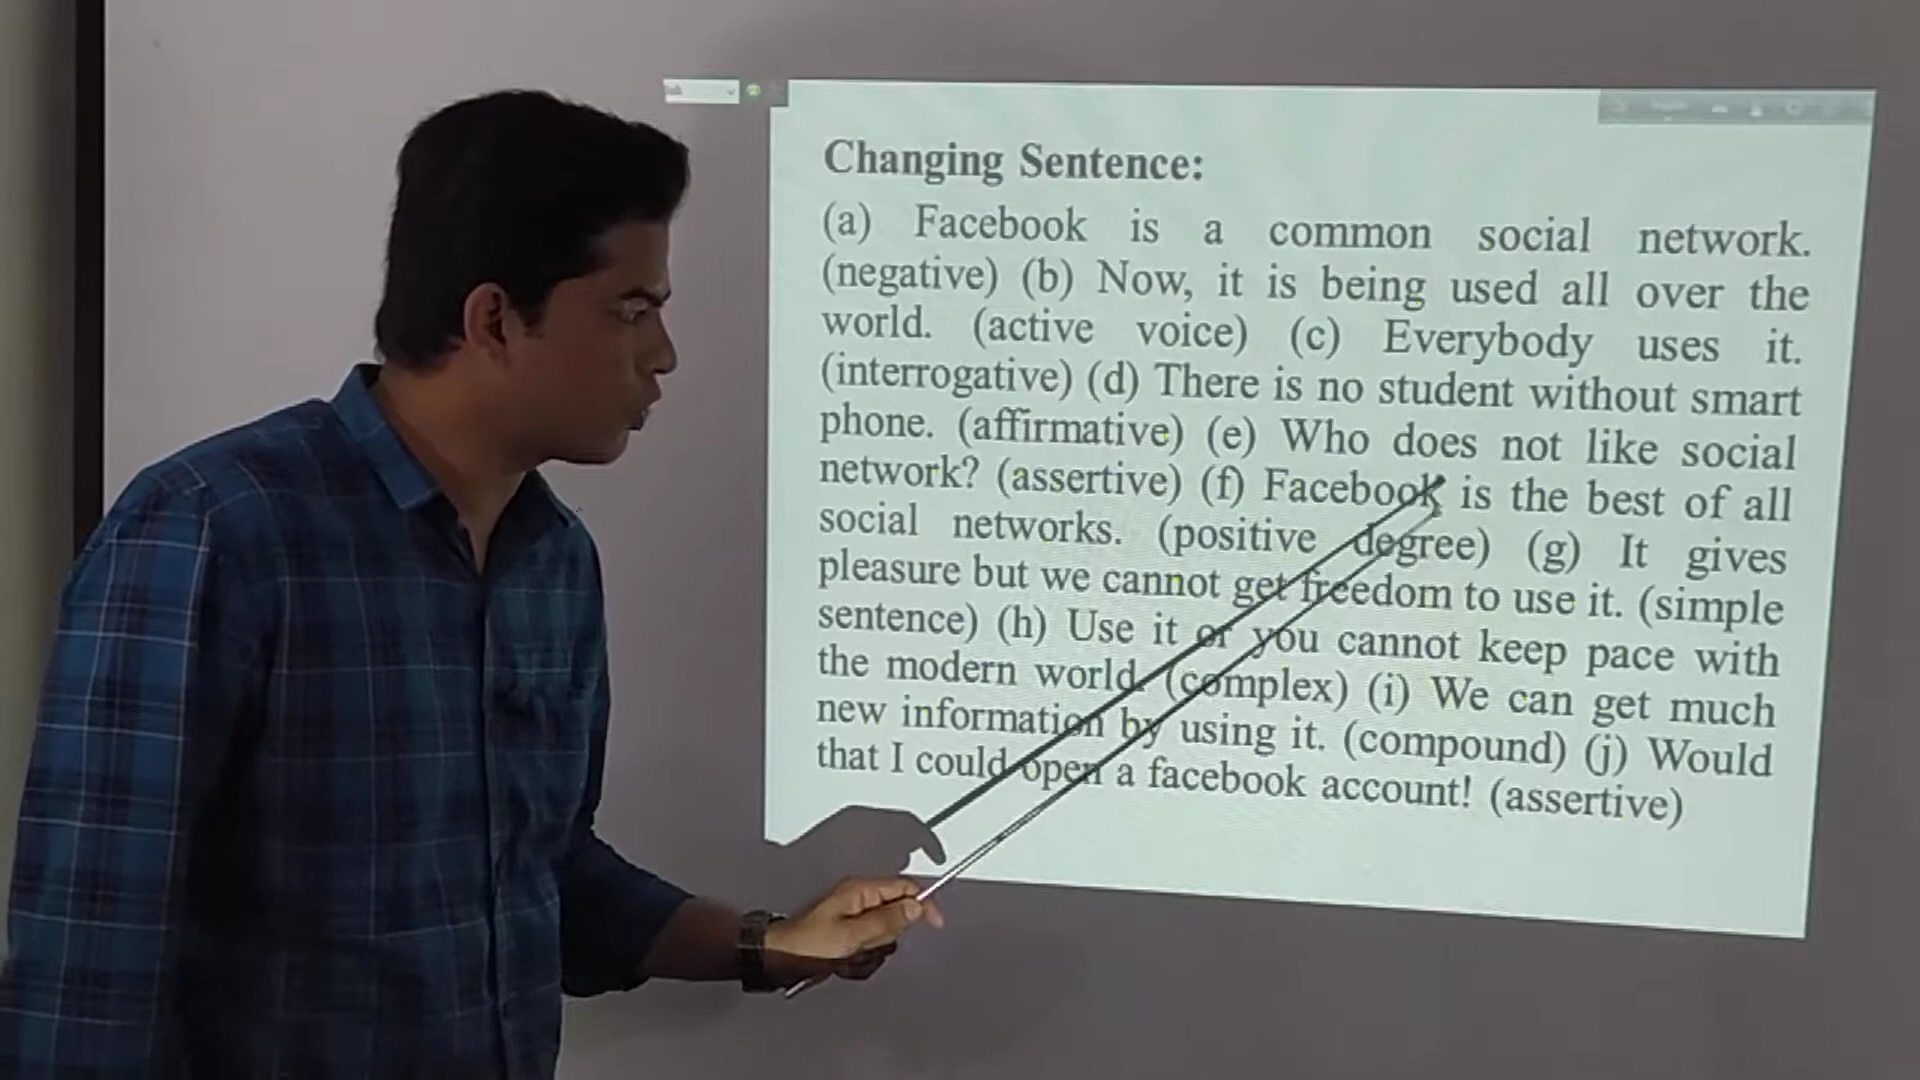 Changing Sentence:
(a) Facebook is a common social network.
(negative) (b) Now, it is being used all over the
world. (active voice) (c) Everybody uses it.
(interrogative) (d) There is no student without smart
phone. (affirmative) (e) Who does not like social
network? (assertive) (f) Facebook is the best of all
social networks. (positive degree) (g) It gives
pleasure but we cannot get freedom to use it. (simple
sentence) (h) Use it or you cannot keep pace with
the modern world. (complex) (i) We can get much
new information by using it. (compound) (j) Would
that I could open a facebook account! (assertive)